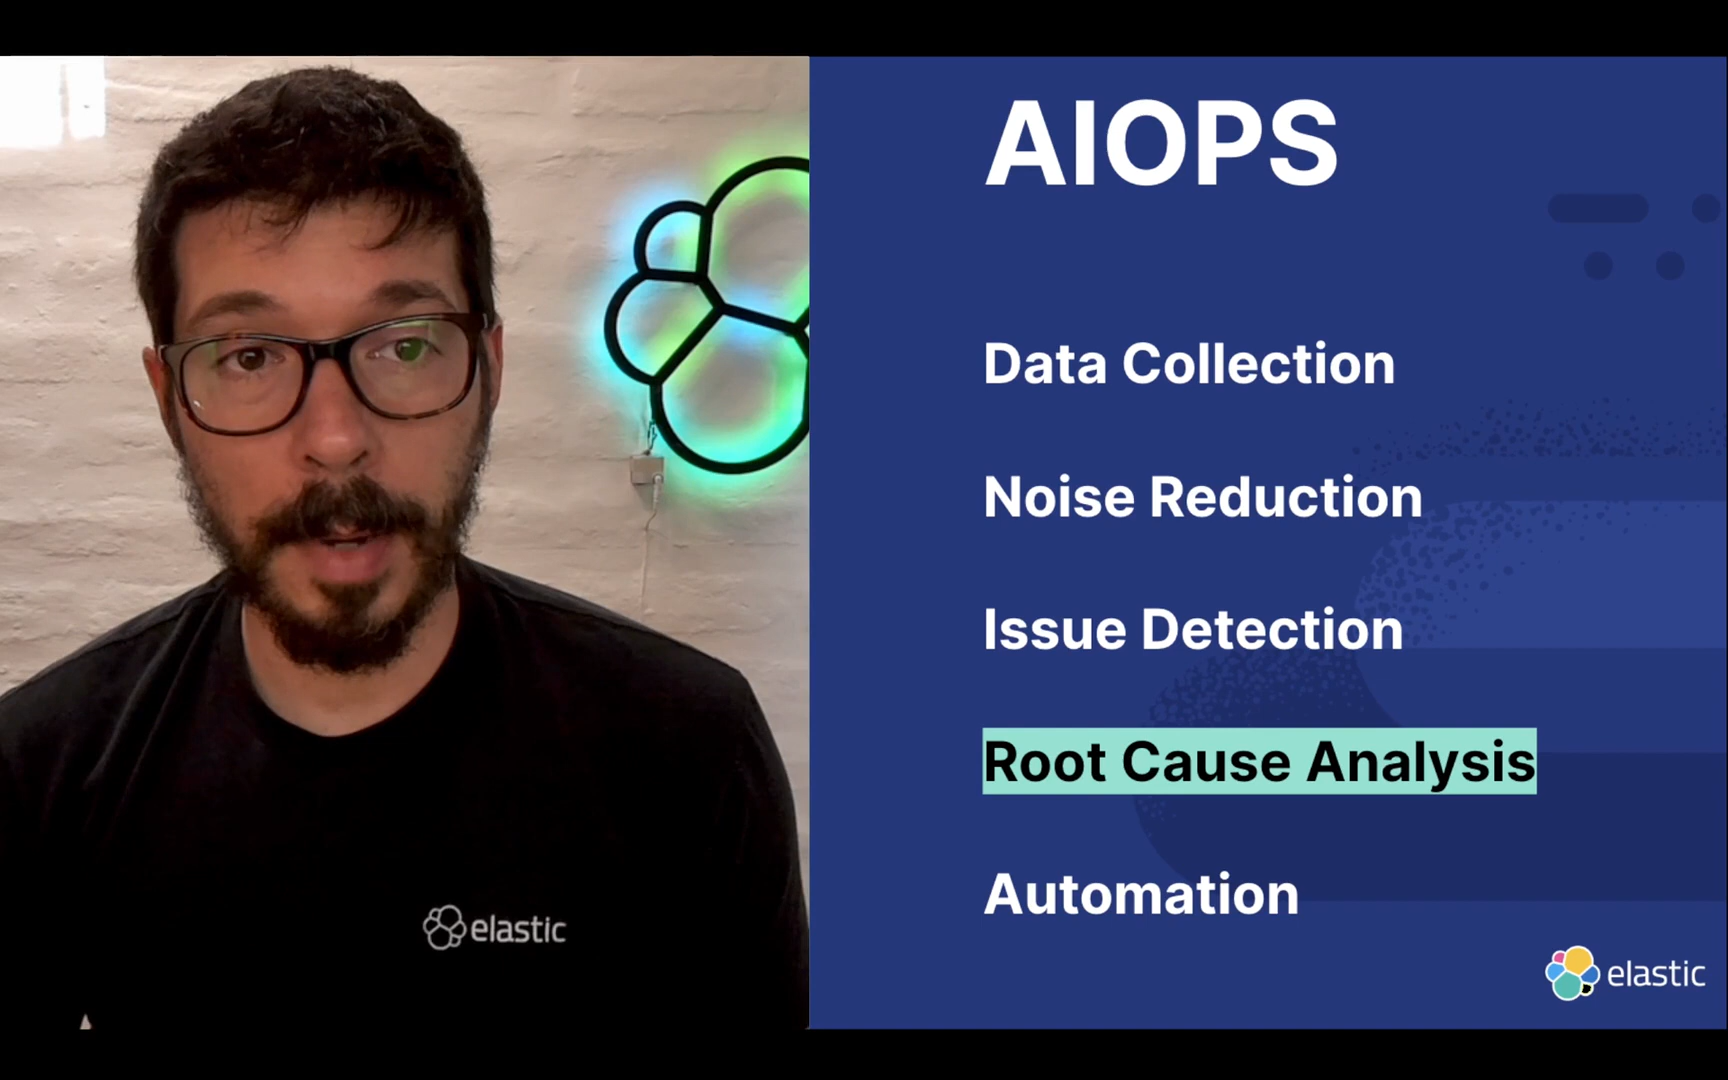 AIOPS
Data Collection
Noise Reduction
Issue Detection
Root Cause Analysis
Automation
elastic
elastic